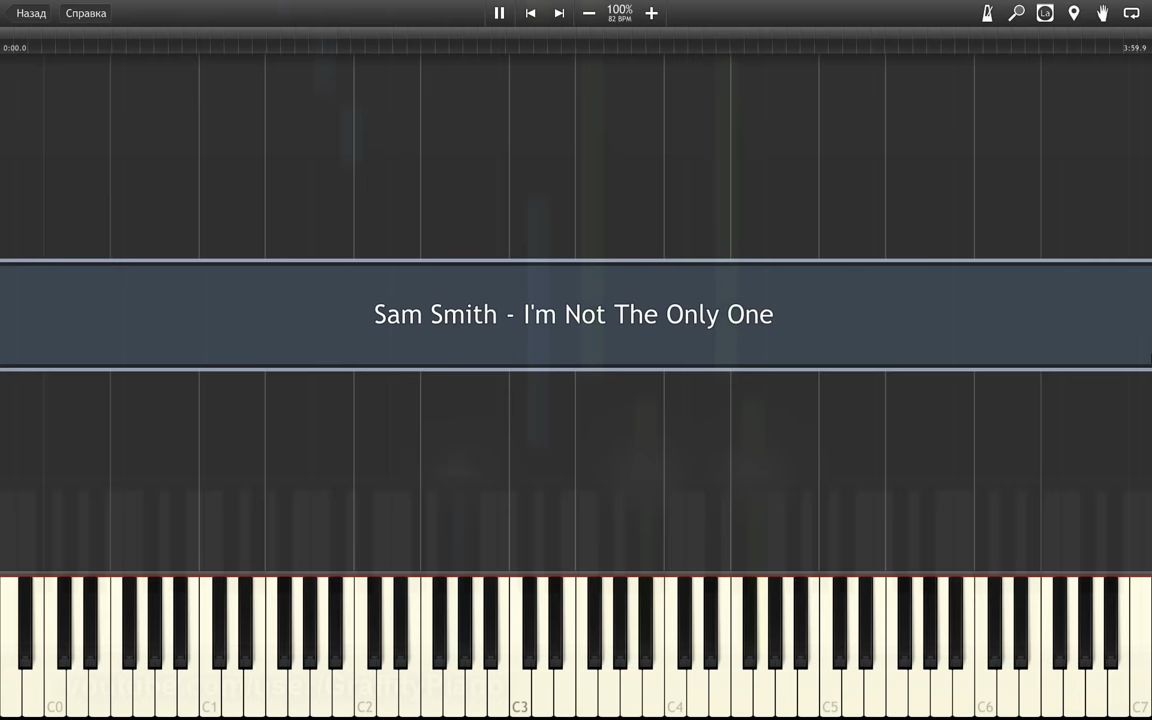 Назад
Справка
100%
82 BPM
La
0:00.0
3:59.9
Sam Smith - I'm Not The Only One
C0
C1
C2
C3
C4
C5
C6
C7